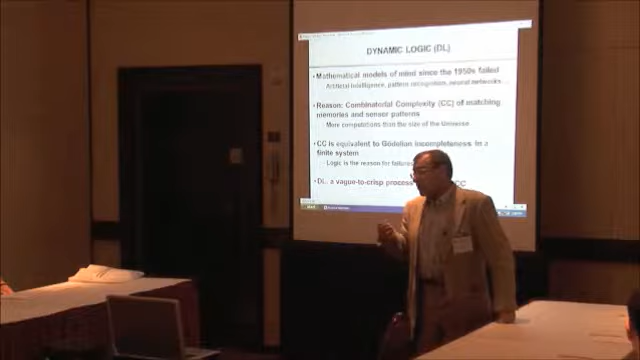 DYNAMIC LOGIC (DL)
• Mathematical models of mind since the 1950s failed
– Artificial intelligence, pattern recognition, neural networks...
• Reason: Combinatorial Complexity (CC) of matching
memories and sensor patterns
– More computations than the size of the Universe
• CC is equivalent to Gödelian incompleteness in a
finite system
– Logic is the reason for failures
• DL: a vague-to-crisp process CC